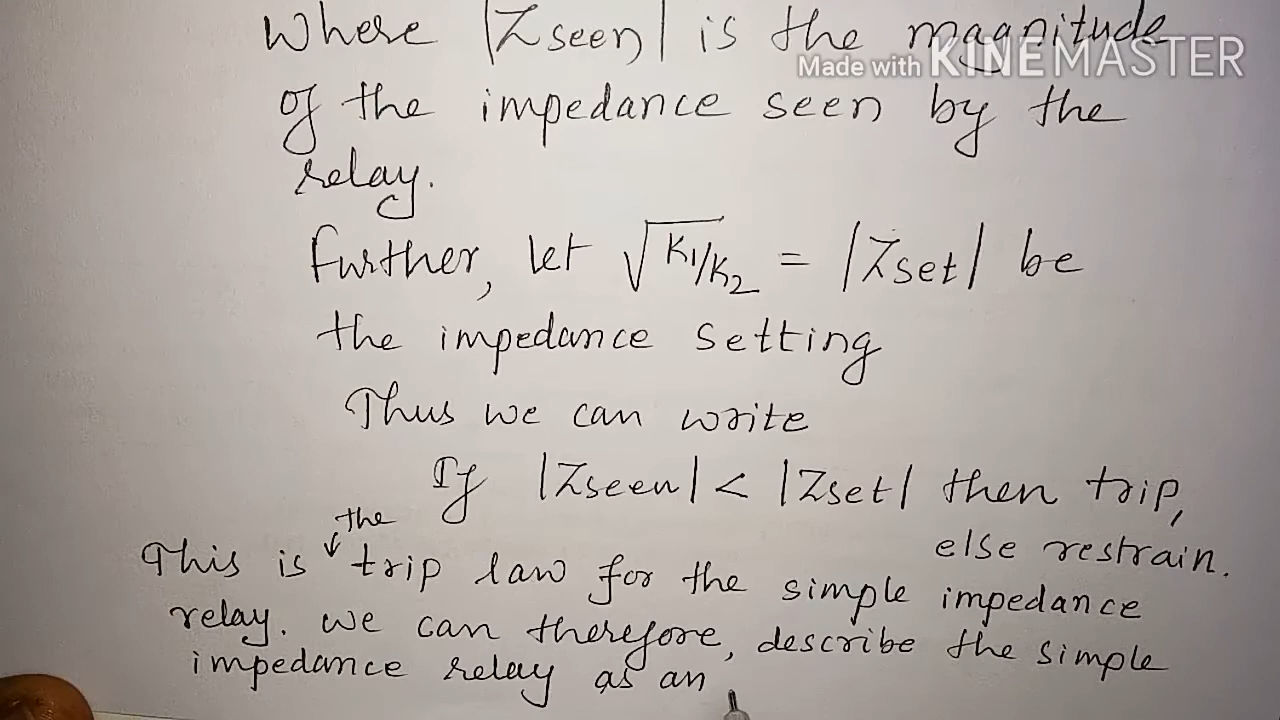 Where |Zseen| is the magnitude
Made with KINEMASTER
of the impedance seen by the
relay.
Further, let √K1/K2 = |Zset| be
the impedance setting
Thus we can write
If |Zseen| < |Zset| then trip,
else restrain.
This is the trip law for the simple impedance
relay. we can therefore, describe the simple
impedance relay as an